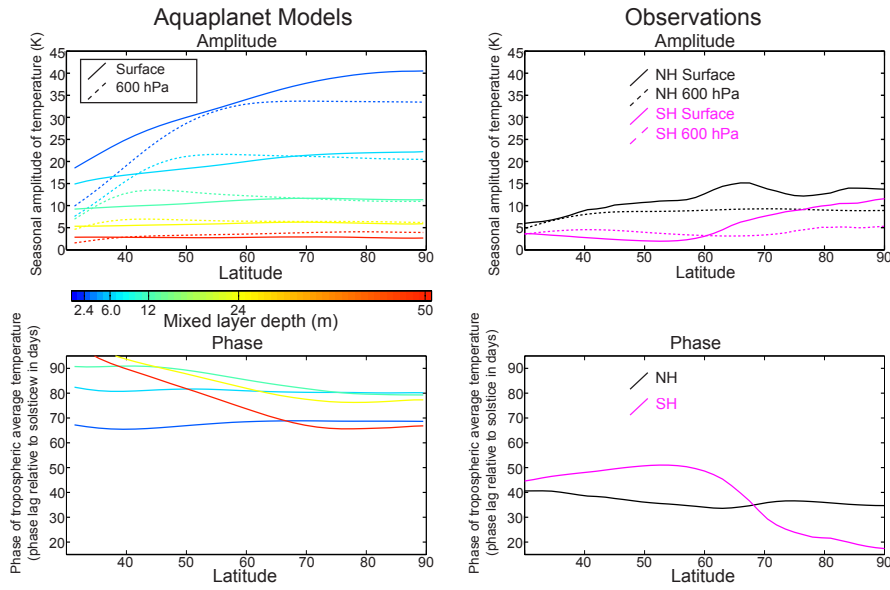 Aquaplanet Models
Amplitude
Seasonal amplitude of temperature (K)
45
40
35
30
25
20
15
10
5
0
Surface
600 hPa
40 50 60 70 80 90
Latitude
2.4 6.0 12 24 50
Mixed layer depth (m)
Phase
Phase of tropospheric average temperature
(phase lag relative to solsticew in days)
90
80
70
60
50
40
30
20
40 50 60 70 80 90
Latitude
Observations
Amplitude
Seasonal amplitude of temperature (K)
45
40
35
30
25
20
15
10
5
0
NH Surface
NH 600 hPa
SH Surface
SH 600 hPa
40 50 60 70 80 90
Latitude
Phase
Phase of tropospheric average temperature
(phase lag relative to solstice in days)
90
80
70
60
50
40
30
20
NH
SH
40 50 60 70 80 90
Latitude